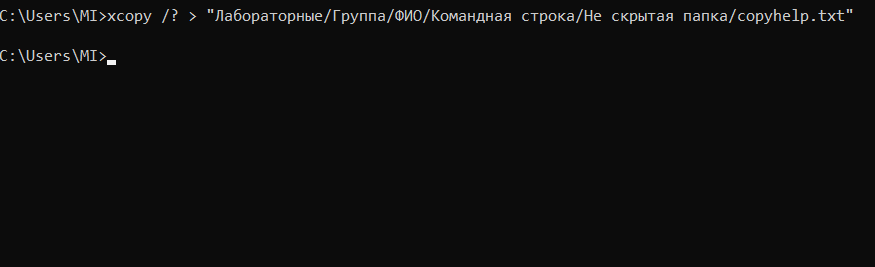 C:\Users\MI>xcopy /? > "Лабораторные/Группа/ФИО/Командная строка/Не скрытая папка/copyhelp.txt"
C:\Users\MI>